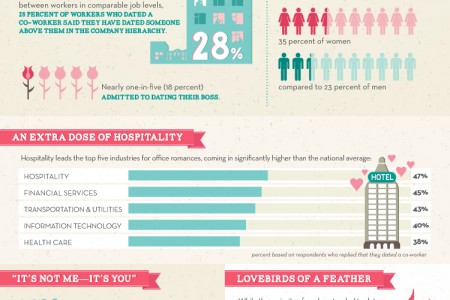 between workers in comparable job levels,
28 PERCENT OF WORKERS WHO DATED A
CO-WORKER SAID THEY HAVE DATED SOMEONE
ABOVE THEM IN THE COMPANY HIERARCHY.
28%
Nearly one-in-five (18 percent)
ADMITTED TO DATING THEIR BOSS.
35 percent of women
compared to 23 percent of men
AN EXTRA DOSE OF HOSPITALITY
Hospitality leads the top five industries for office romances, coming in significantly higher than the national average:
HOTEL
HOSPITALITY 47%
FINANCIAL SERVICES 45%
TRANSPORTATION & UTILITIES 43%
INFORMATION TECHNOLOGY 40%
HEALTH CARE 38%
percent based on respondents who replied that they dated a co-worker
"IT'S NOT ME—IT'S YOU"
LOVEBIRDS OF A FEATHER